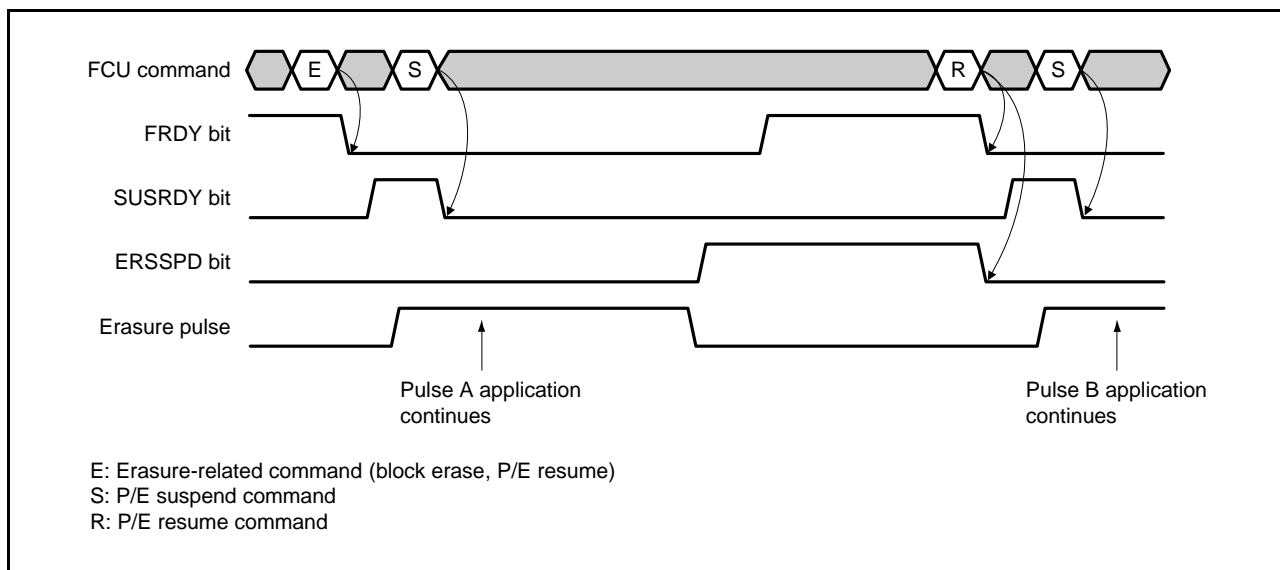 FCU command
E
S
R
S
FRDY bit
SUSRDY bit
ERSSPD bit
Erasure pulse
Pulse A application
continues
Pulse B application
continues
E: Erasure-related command (block erase, P/E resume)
S: P/E suspend command
R: P/E resume command